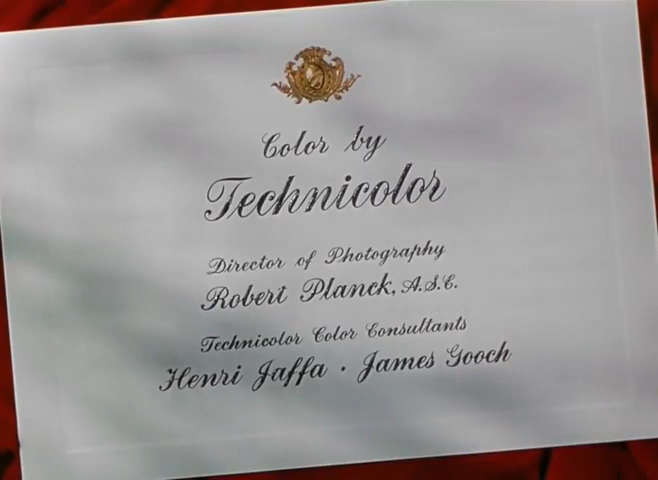 Color by
Technicolor
Director of Photography
Robert Planck, A.S.C.
Technicolor Color Consultants
Henri Jaffa · James Gooch